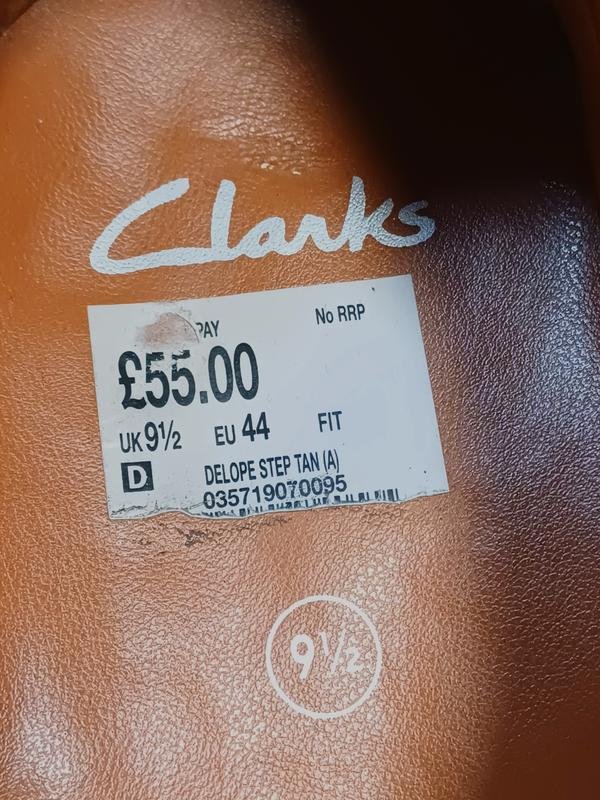 Clarks
PAY No RRP
£55.00
UK 9½ EU 44 FIT
D DELOPE STEP TAN (A)
035719070095
9½